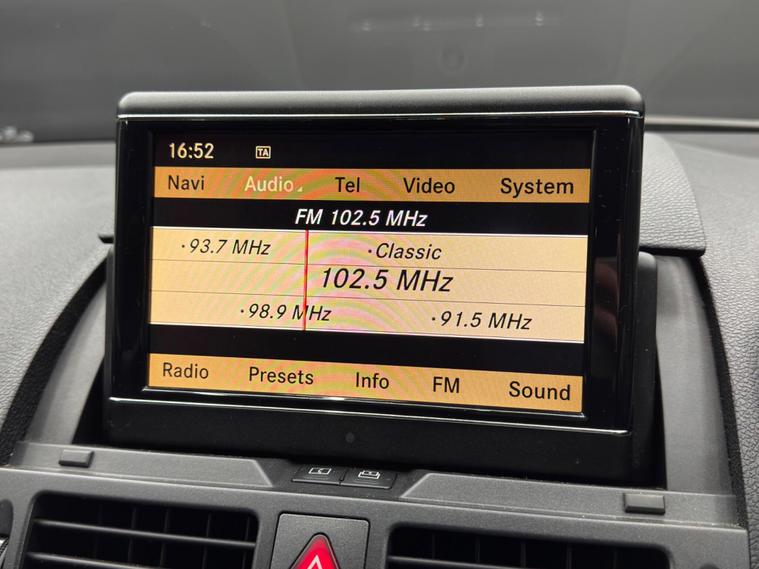 16:52 TA
Navi Audio Tel Video System
FM 102.5 MHz
·93.7 MHz ·Classic
102.5 MHz
·98.9 MHz ·91.5 MHz
Radio Presets Info FM Sound